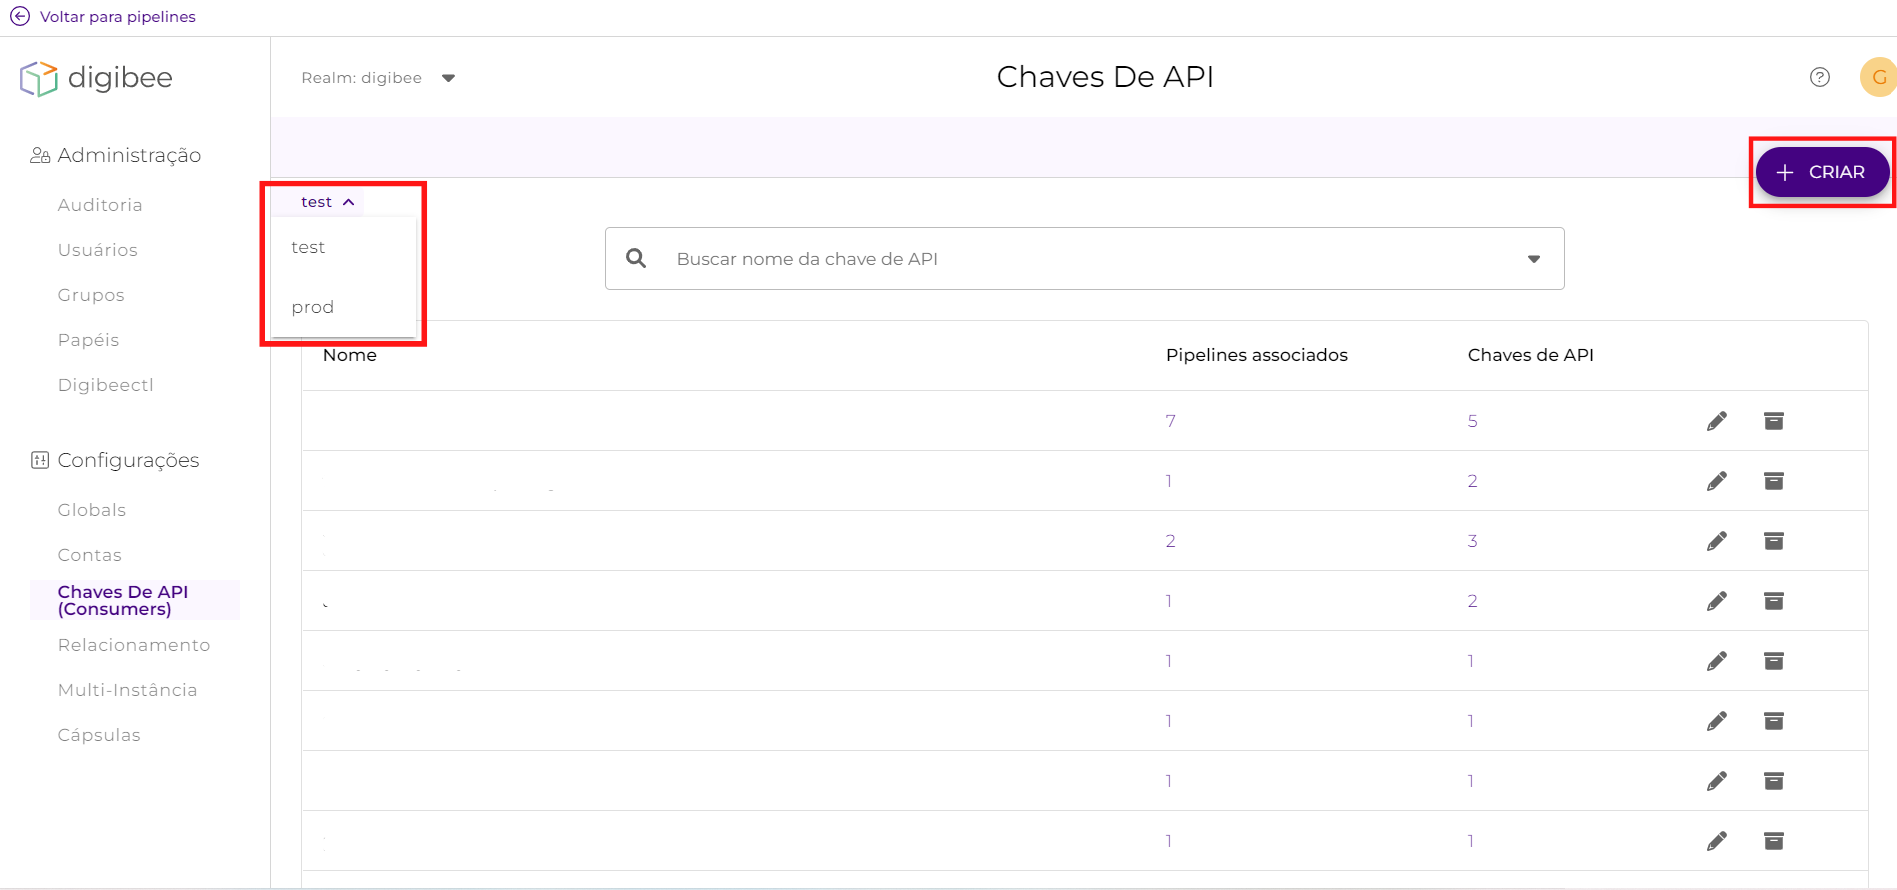 Voltar para pipelines
digibee
Realm: digibee
Chaves De API
?
G
Administração
Auditoria
Usuários
Grupos
Papéis
Digibeectl
Configurações
Globals
Contas
Chaves De API
(Consumers)
Relacionamento
Multi-Instância
Cápsulas
+ CRIAR
test
test
prod
Buscar nome da chave de API
Nome Pipelines associados Chaves de API
7 5
1 2
2 3
1 2
1 1
1 1
1 1
1 1